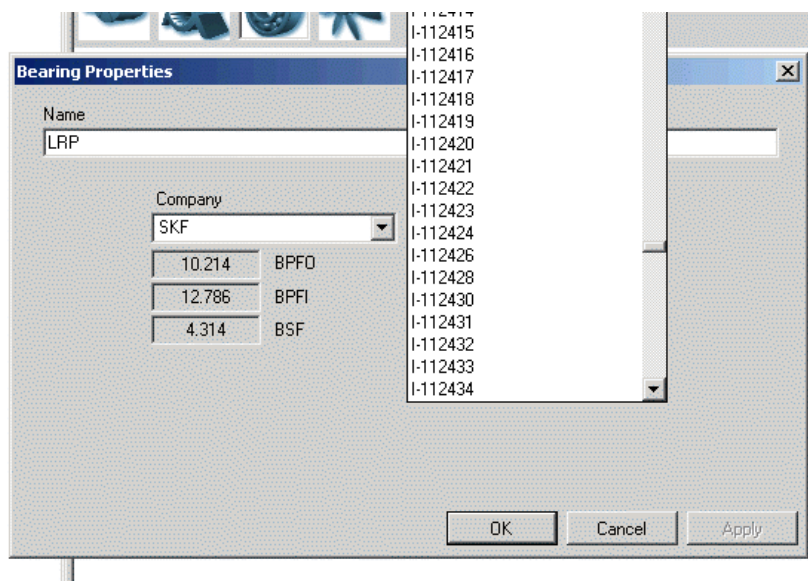 I-112414
I-112415
I-112416
Bearing Properties
I-112417
I-112418
Name
I-112419
LRP
I-112420
I-112421
I-112422
Company
I-112423
SKF
I-112424
10.214 BPFO
I-112426
I-112428
12.786 BPFI
I-112430
4.314 BSF
I-112431
I-112432
I-112433
I-112434
OK
Cancel
Apply